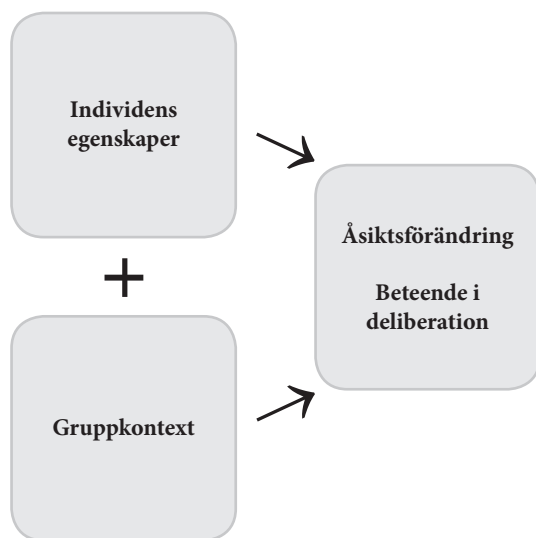 Individens
egenskaper
+
Gruppkontext
Åsiktsförändring
Beteende i
deliberation